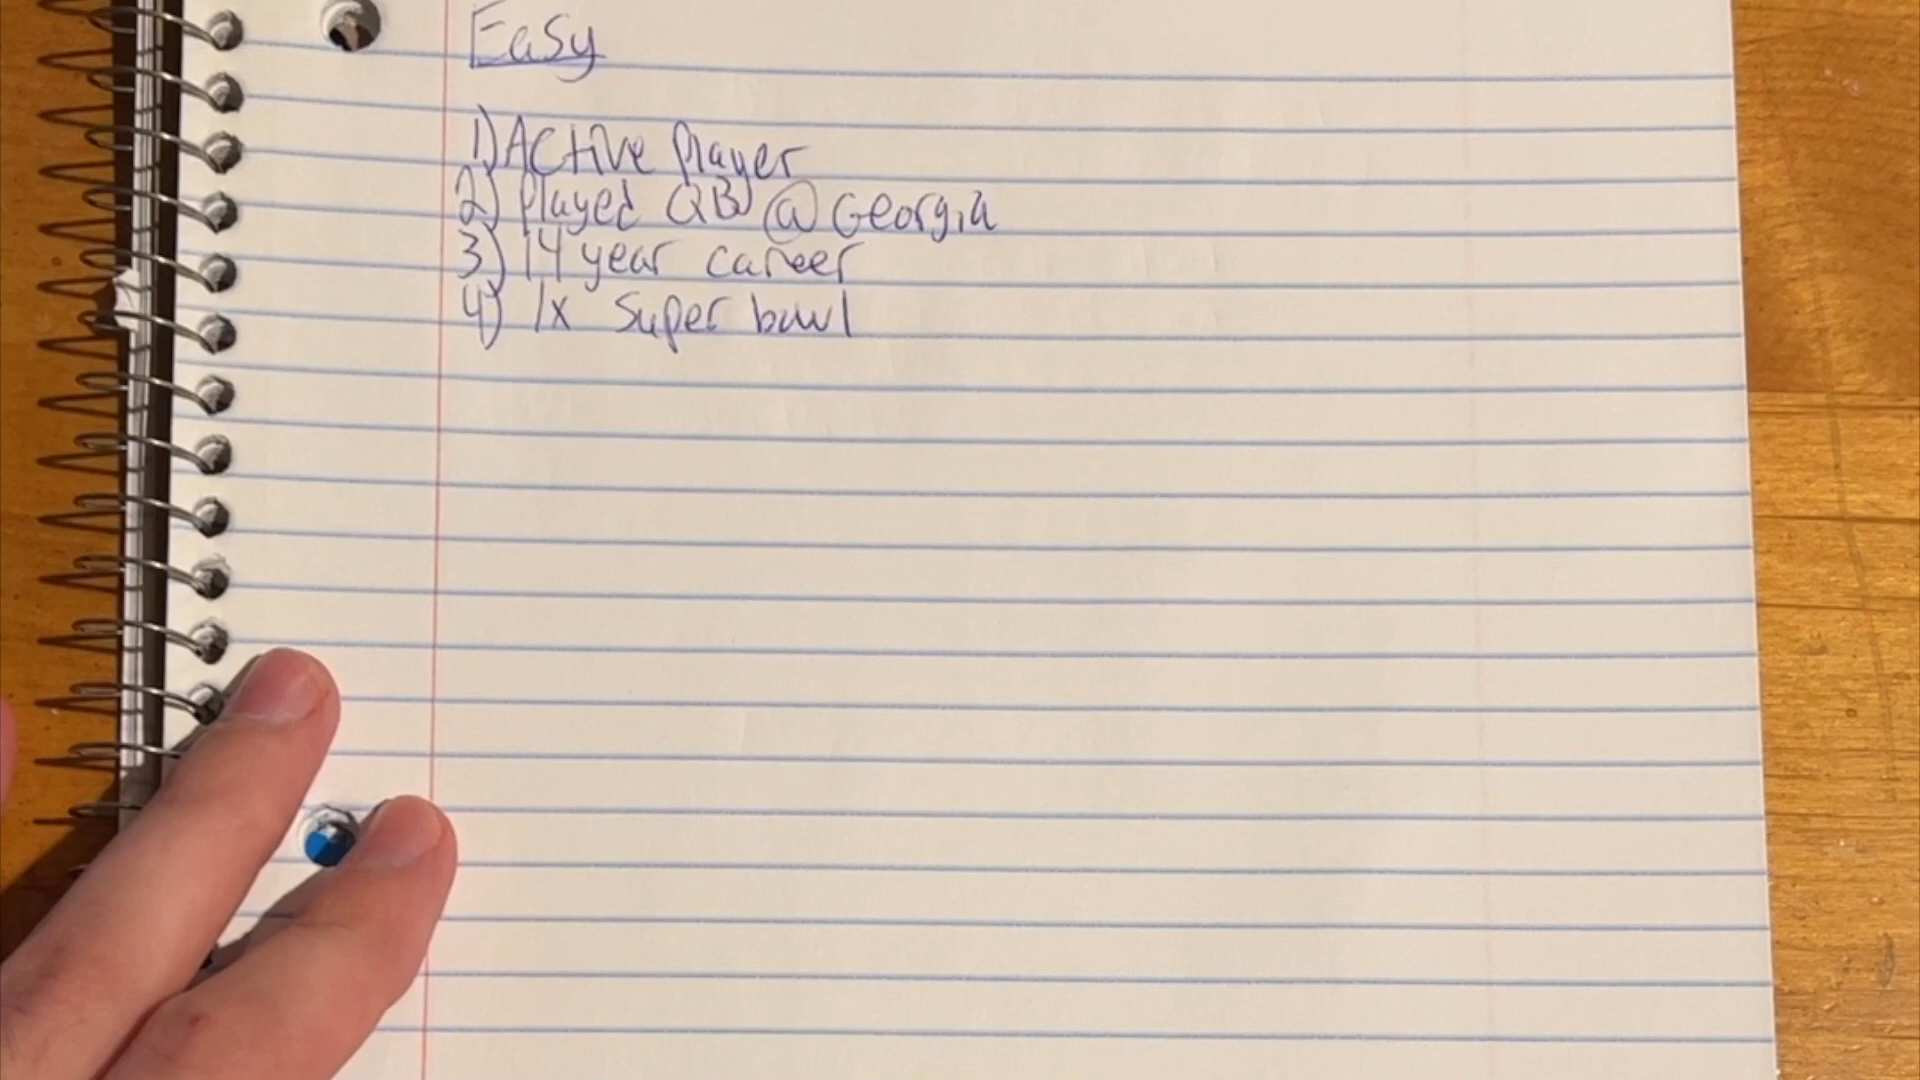 Easy
1) Active Player
2) Played QB @ Georgia
3) 14 year career
4) 1x Super bowl